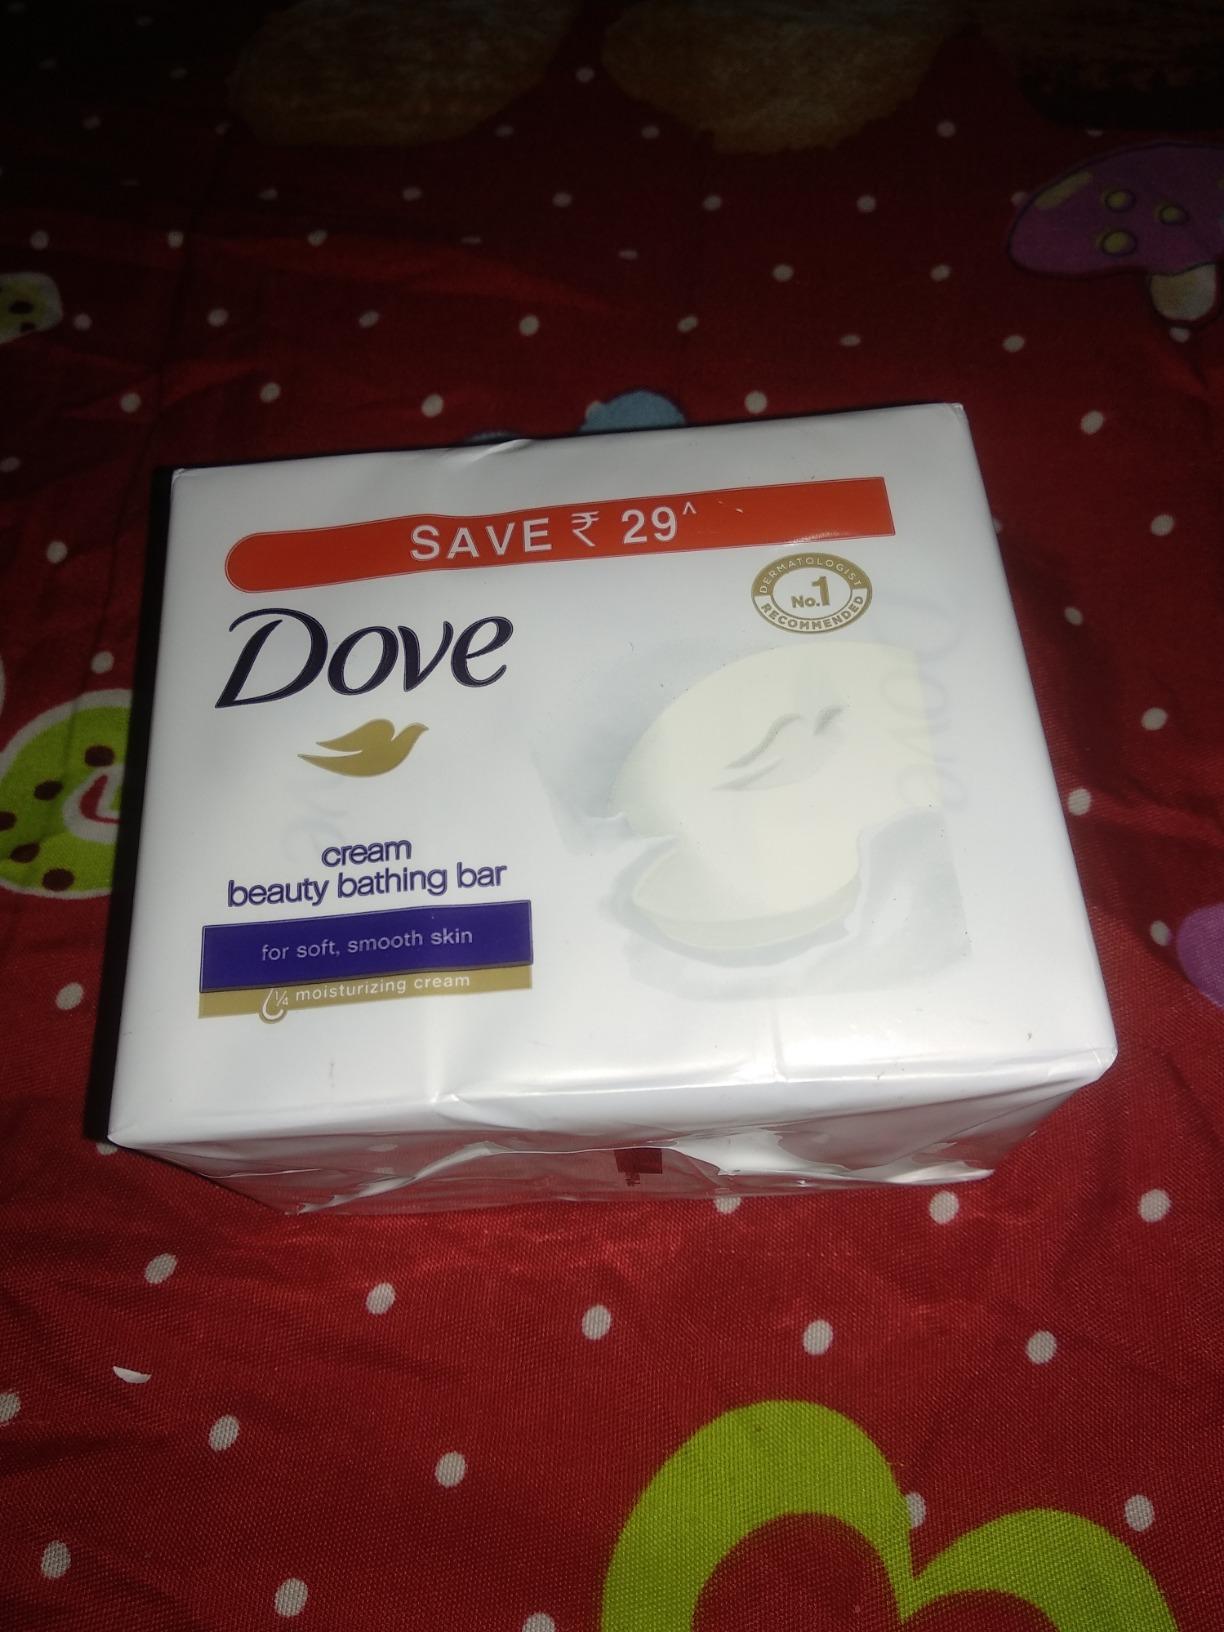 SAVE ₹ 29^
DERMATOLOGIST
No.1
RECOMMENDED
Dove
cream
beauty bathing bar
for soft, smooth skin
¼ moisturizing cream